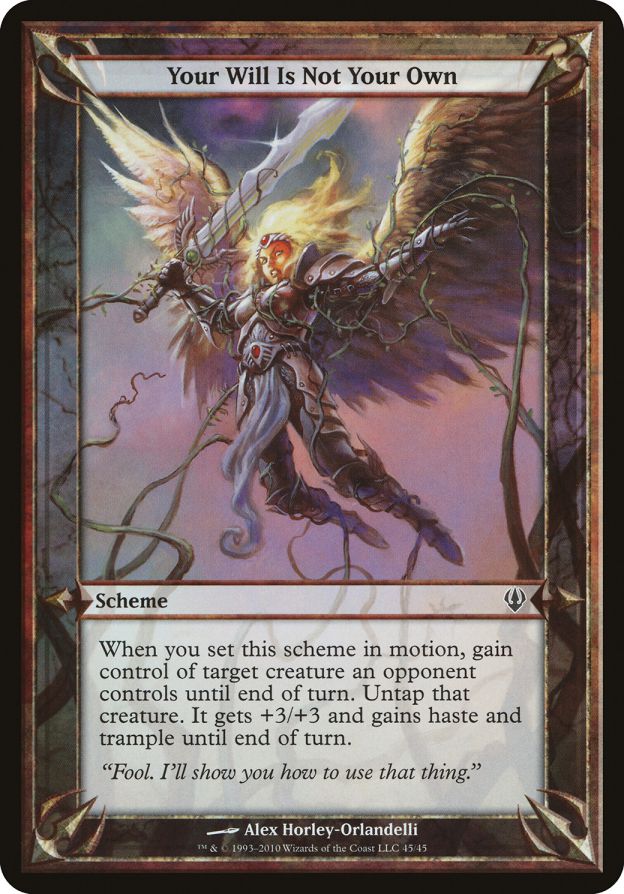 Your Will Is Not Your Own
Scheme
When you set this scheme in motion, gain
control of target creature an opponent
controls until end of turn. Untap that
creature. It gets +3/+3 and gains haste and
trample until end of turn.
“Fool. I’ll show you how to use that thing.”
Alex Horley-Orlandelli
™ & © 1993–2010 Wizards of the Coast LLC 45/45